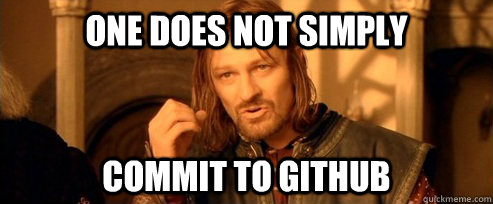 ONE DOES NOT SIMPLY
COMMIT TO GITHUB
quickmeme.com